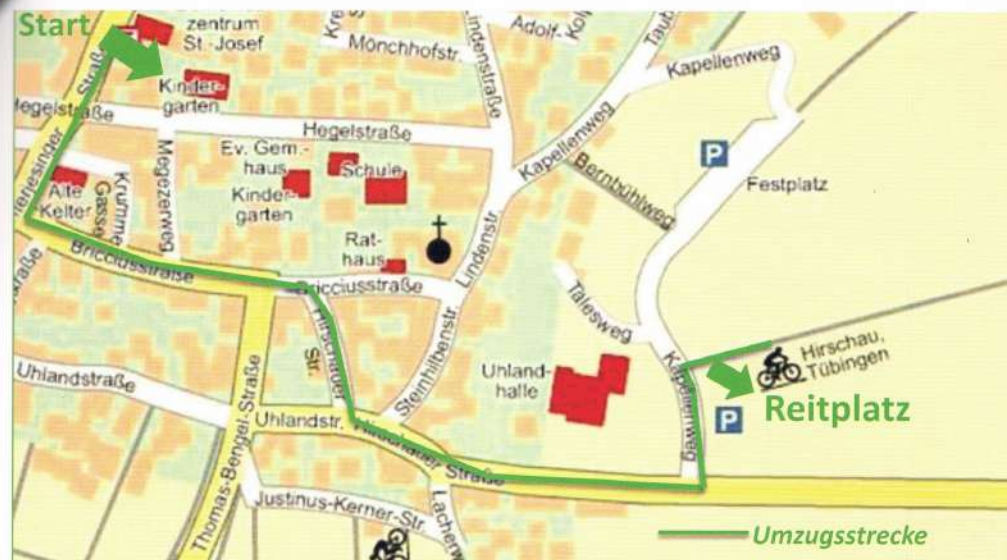 Start
zentrum
St. Josef
Straße
Kinder-
garten
Mönchhofstr.
Lindenstraße
Adolf-
Kapellenweg
Hegelstraße
Hegelstraße
Megezerweg
Ev. Gem.-
haus
Kinder-
garten
Schule
Kapellenweg
Bernbühlweg
P
Festplatz
Alte
Kelter
Krumme
Gasse
Bricciusstraße
Rat-
haus
Bricciusstraße
Lindenstr.
Hirschauer
Str.
Steinhilbenstr.
Talesweg
Uhland-
halle
Kapellenweg
Hirschau,
Tübingen
Reitplatz
P
Uhlandstraße
Uhlandstr.
Hirschauer Straße
Thomas-Bengel-Straße
Justinus-Kerner-Str.
Umzugsstrecke